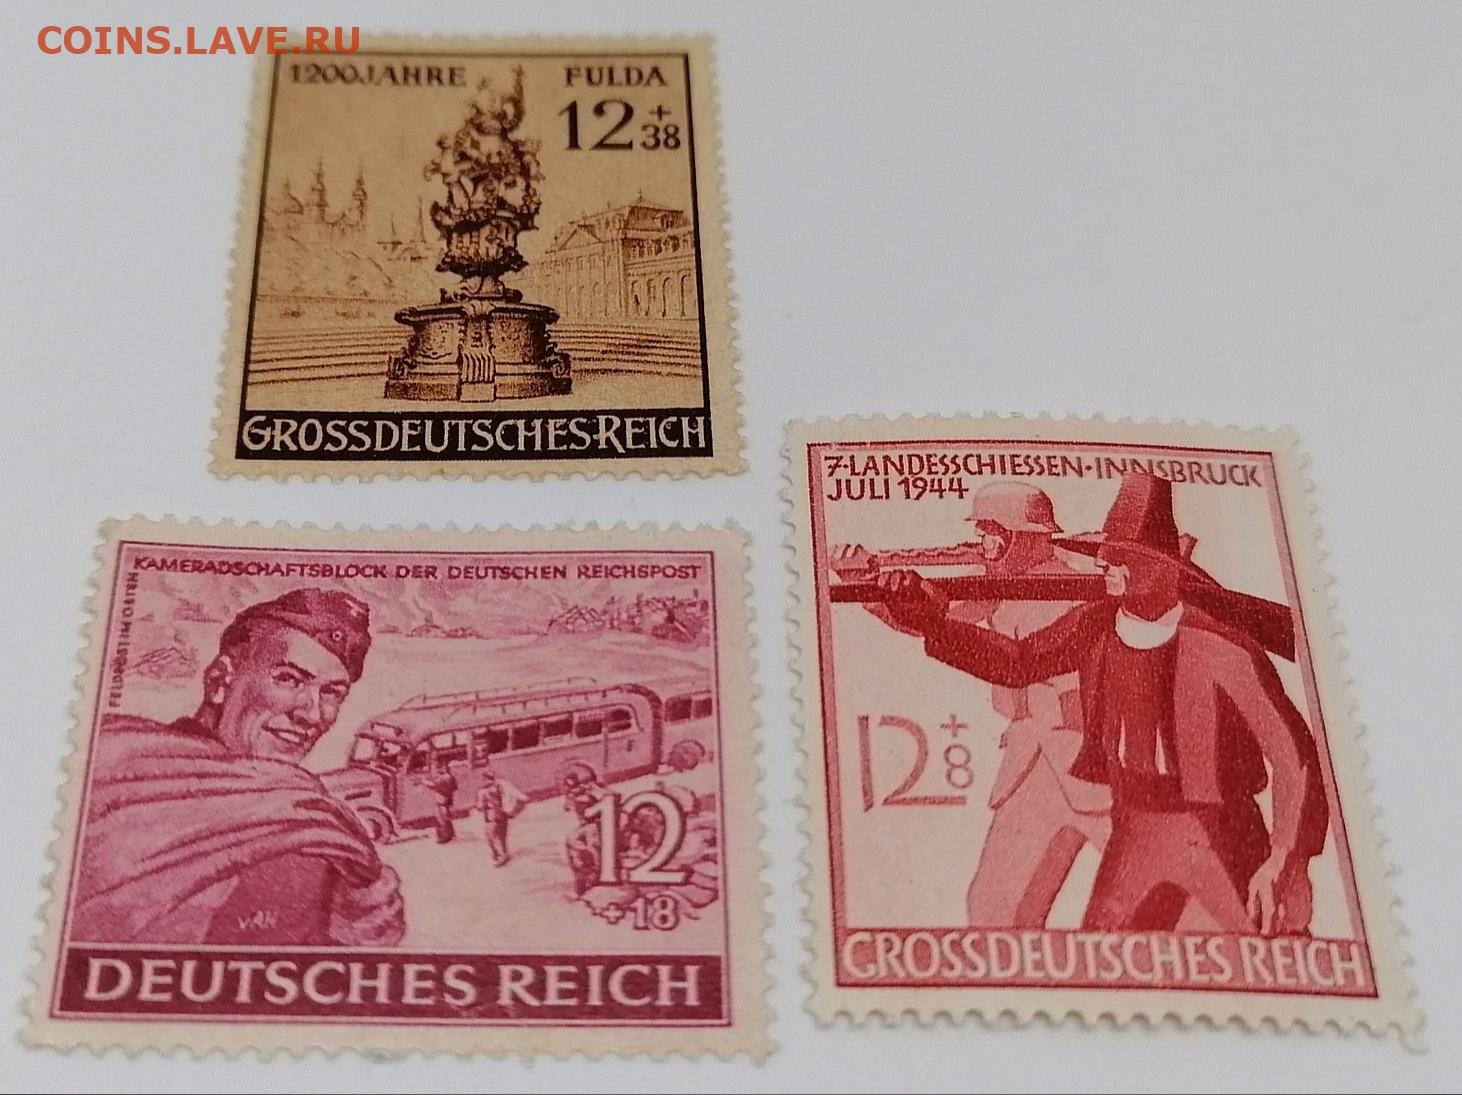 COINS.LAVE.RU
1200 JAHRE FULDA
12 + 38
GROSSDEUTSCHES REICH
KAMERADSCHAFTSBLOCK DER DEUTSCHEN REICHSPOST
FELDPOST IM OSTEN
12
+18
DEUTSCHES REICH
7·LANDESSCHIESSEN·INNSBRUCK
JULI 1944
12 + 8
GROSSDEUTSCHES REICH